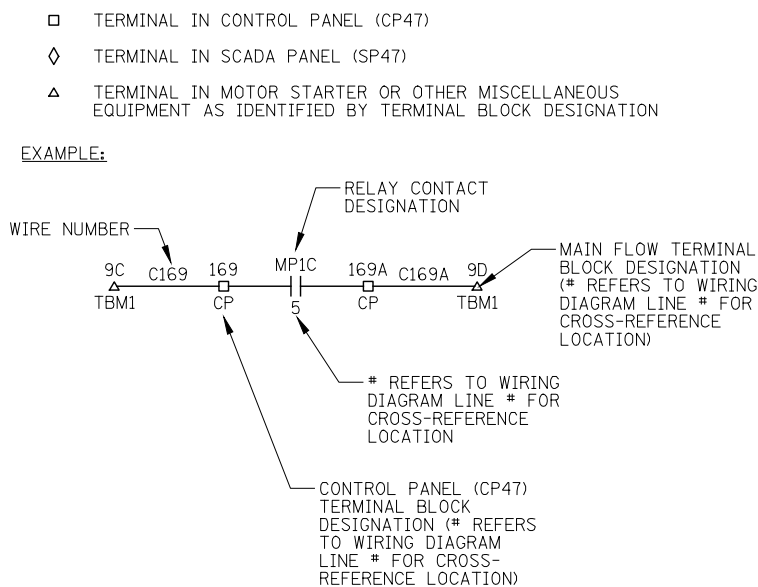 TERMINAL IN CONTROL PANEL (CP47)
TERMINAL IN SCADA PANEL (SP47)
TERMINAL IN MOTOR STARTER OR OTHER MISCELLANEOUS
EQUIPMENT AS IDENTIFIED BY TERMINAL BLOCK DESIGNATION
EXAMPLE:
RELAY CONTACT
DESIGNATION
WIRE NUMBER
9C
C169
169
MP1C
169A
C169A
9D
TBM1
CP
5
CP
TBM1
MAIN FLOW TERMINAL
BLOCK DESIGNATION
(# REFERS TO WIRING
DIAGRAM LINE # FOR
CROSS-REFERENCE
LOCATION)
# REFERS TO WIRING
DIAGRAM LINE # FOR
CROSS-REFERENCE
LOCATION
CONTROL PANEL (CP47)
TERMINAL BLOCK
DESIGNATION (# REFERS
TO WIRING DIAGRAM
LINE # FOR CROSS-
REFERENCE LOCATION)